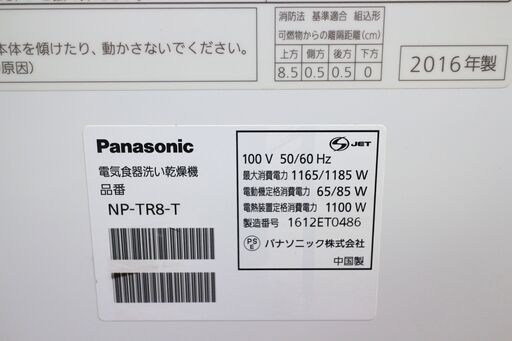 消防法 基準適合 組込形
可燃物からの離隔距離(cm)
上方 側方 後方 下方
8.5 0.5 0.5 0
本体を傾けたり、動かさないでください。
原因)
2016年製
Panasonic
電気食器洗い乾燥機
品番
NP-TR8-T
S JET
100 V 50/60 Hz
最大消費電力 1165/1185 W
電動機定格消費電力 65/85 W
電熱装置定格消費電力 1100 W
製造番号 1612ET0486
PS E パナソニック株式会社
中国製